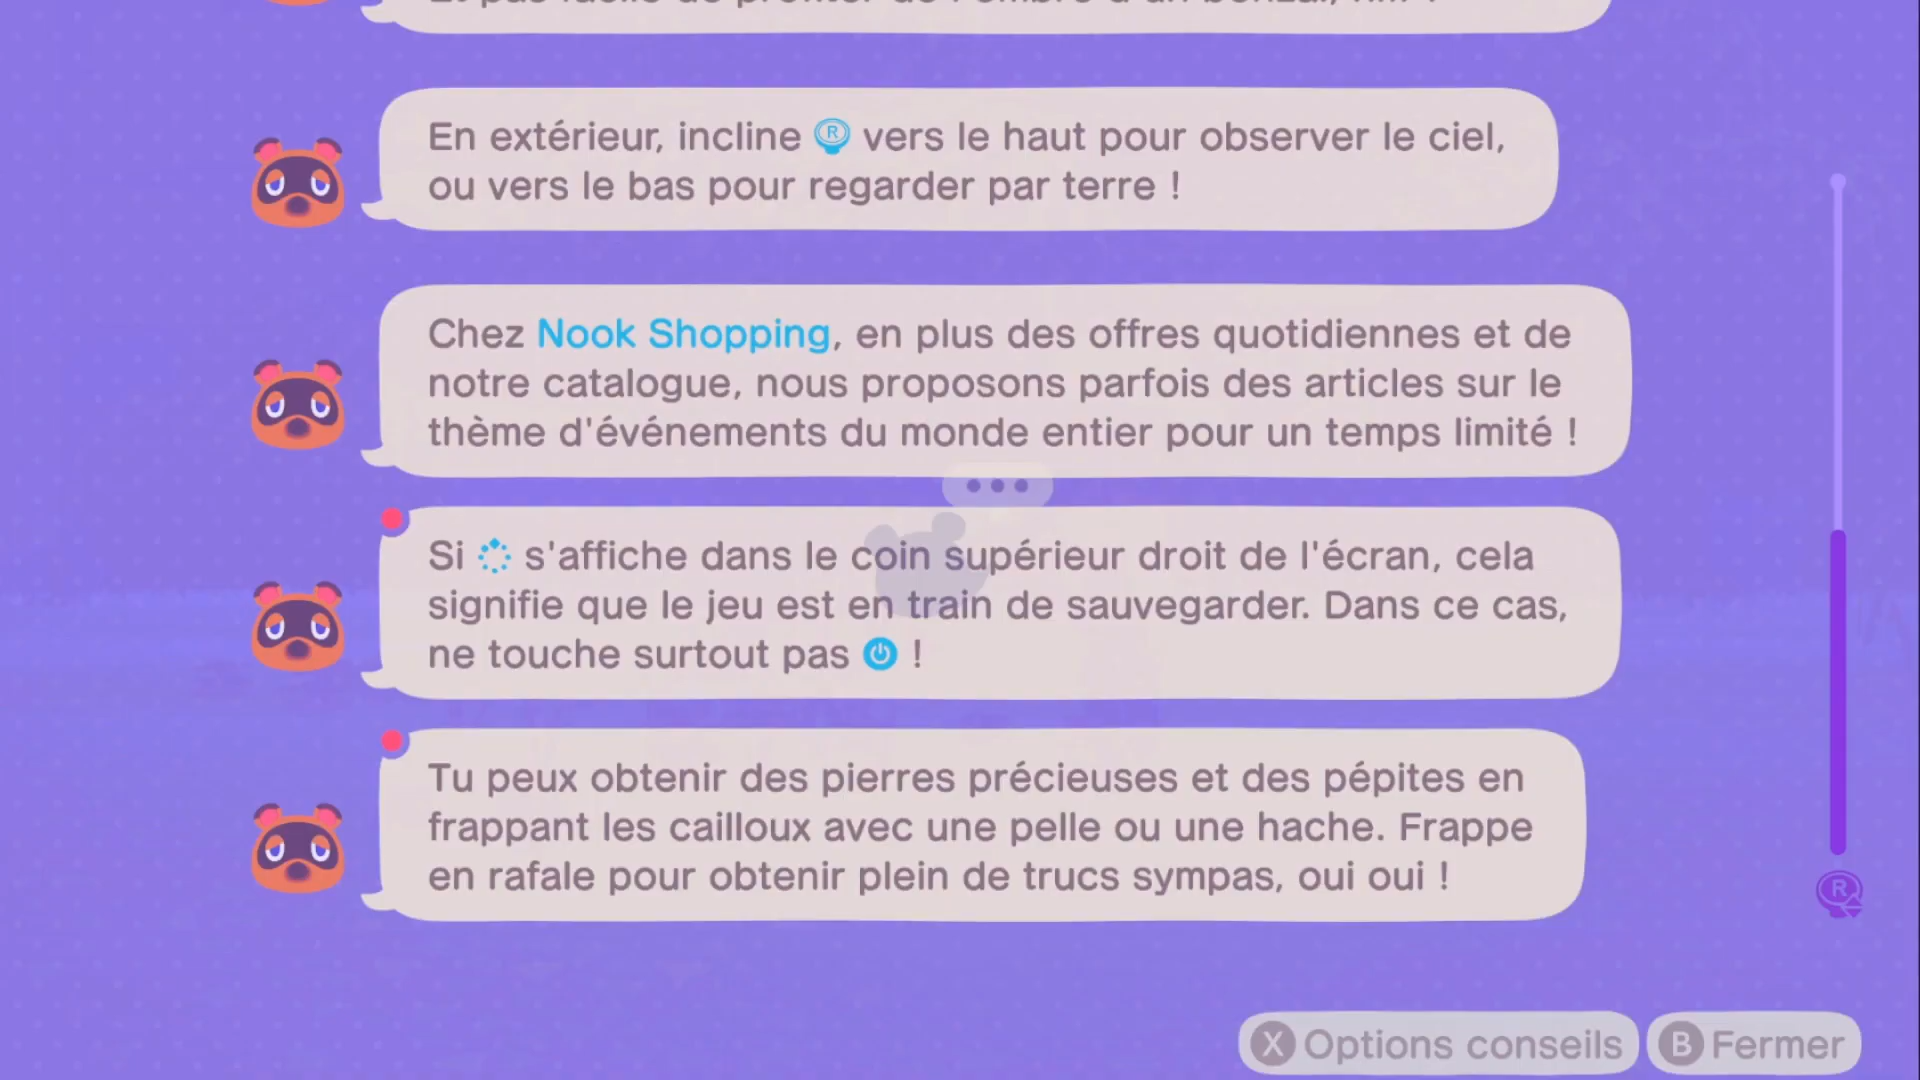 En extérieur, incline R vers le haut pour observer le ciel,
ou vers le bas pour regarder par terre !
Chez Nook Shopping, en plus des offres quotidiennes et de
notre catalogue, nous proposons parfois des articles sur le
thème d'événements du monde entier pour un temps limité !
Si s'affiche dans le coin supérieur droit de l'écran, cela
signifie que le jeu est en train de sauvegarder. Dans ce cas,
ne touche surtout pas !
Tu peux obtenir des pierres précieuses et des pépites en
frappant les cailloux avec une pelle ou une hache. Frappe
en rafale pour obtenir plein de trucs sympas, oui oui !
R
X Options conseils
B Fermer